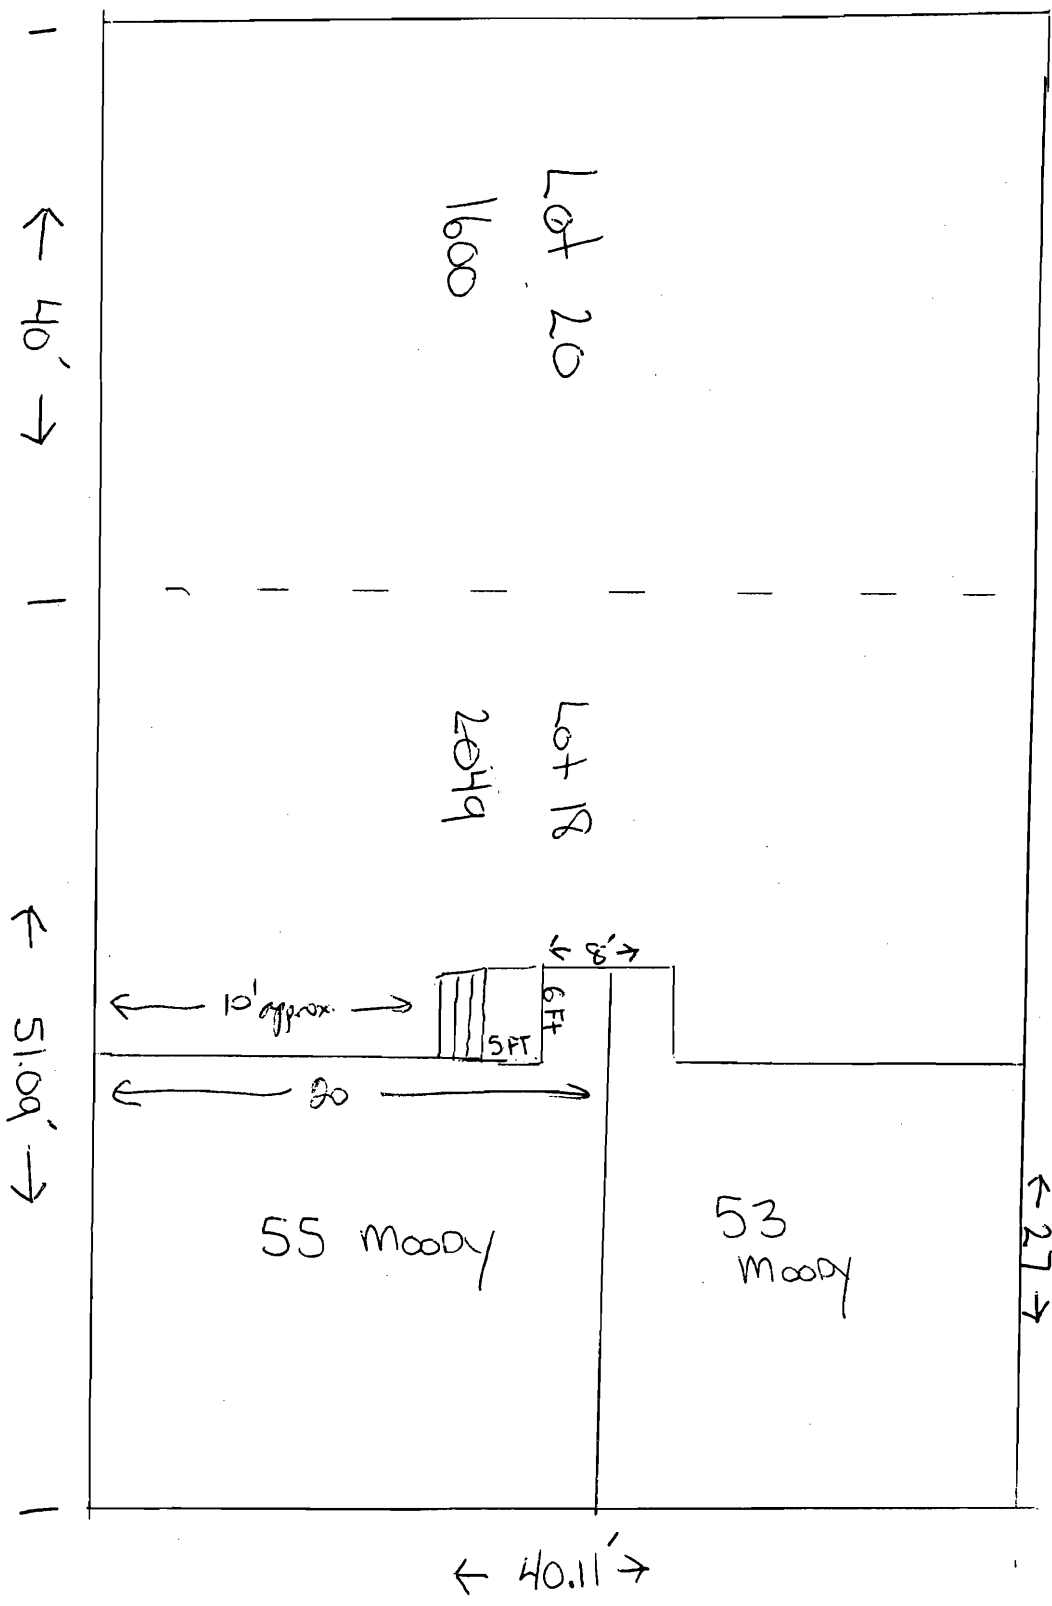 Lot 20
1600
← 40' →
Lot 18
2049
← 8' →
← 10' approx. →
6 Ft
5 FT
← 20 →
← 51.09' →
55 Moody
53
Moody
← 27 →
← 40.11' →